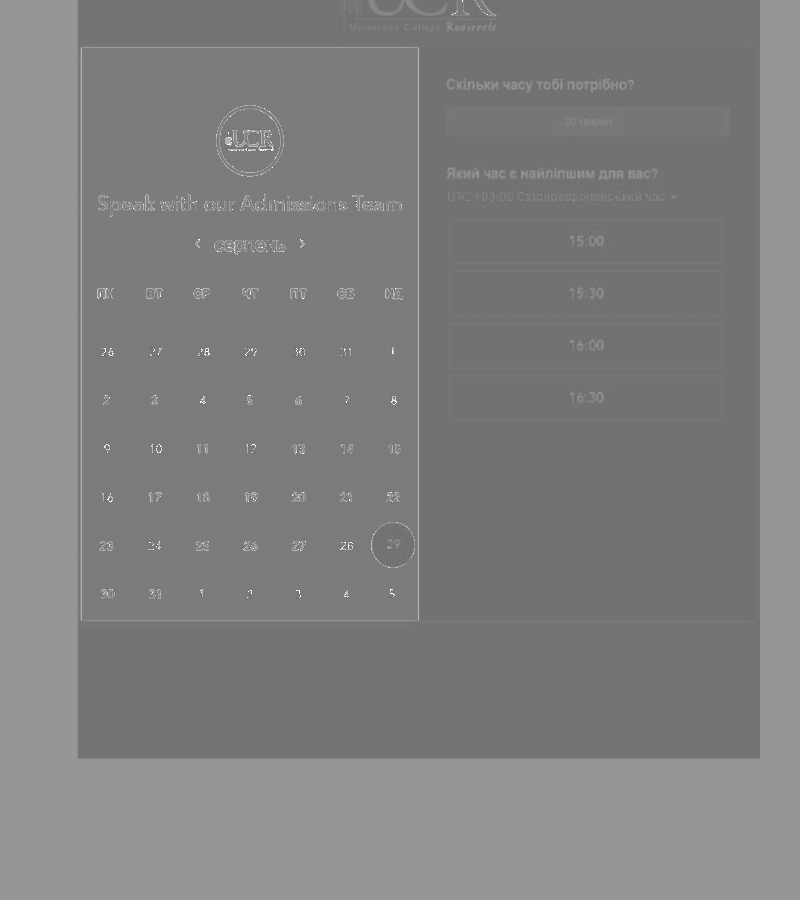 UCR
University College Roosevelt
UCR
Speak with our Admissions Team
серпень
ПН ВТ СР ЧТ ПТ СБ НД
26 27 28 29 30 31 1
2 3 4 5 6 7 8
9 10 11 12 13 14 15
16 17 18 19 20 21 22
23 24 25 26 27 28 29
30 31 1 2 3 4 5
Скільки часу тобі потрібно?
30 хвилин
Який час є найліпшим для вас?
UTC +03:00 Східноєвропейський час
15:00
15:30
16:00
16:30